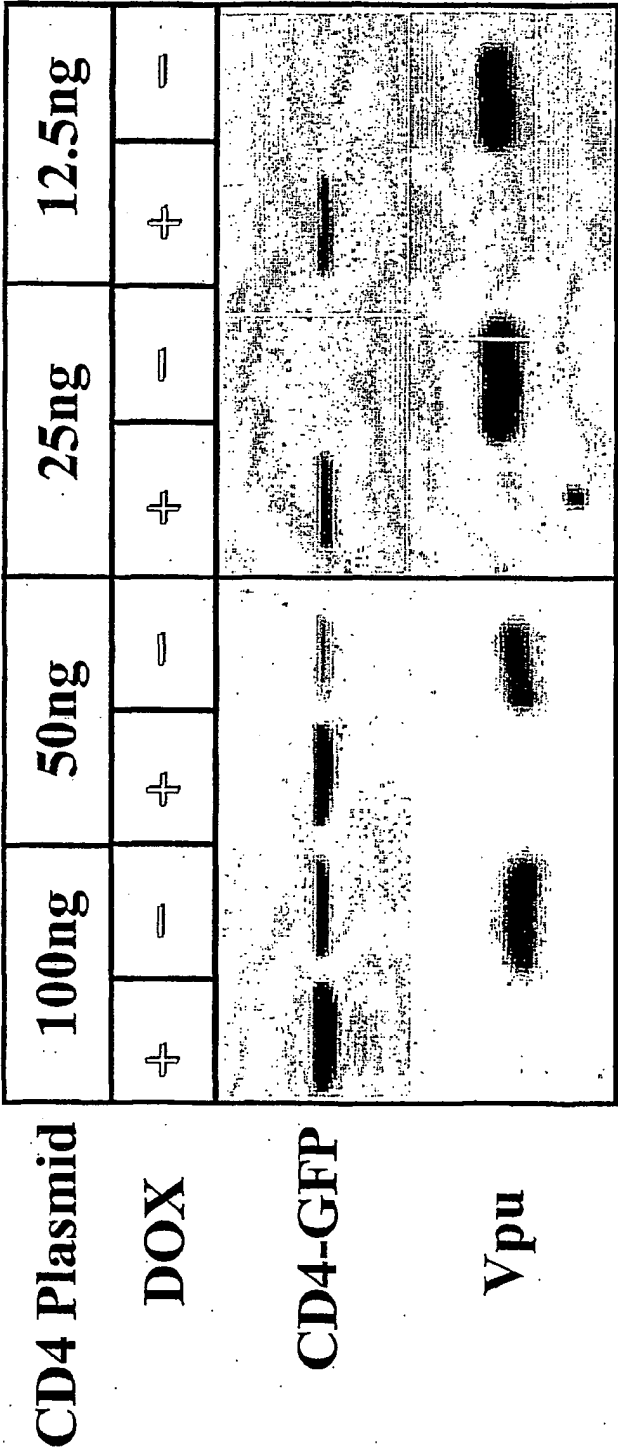 CD4 Plasmid 100ng 50ng 25ng 12.5ng
DOX + − + − + − + −
CD4-GFP
Vpu